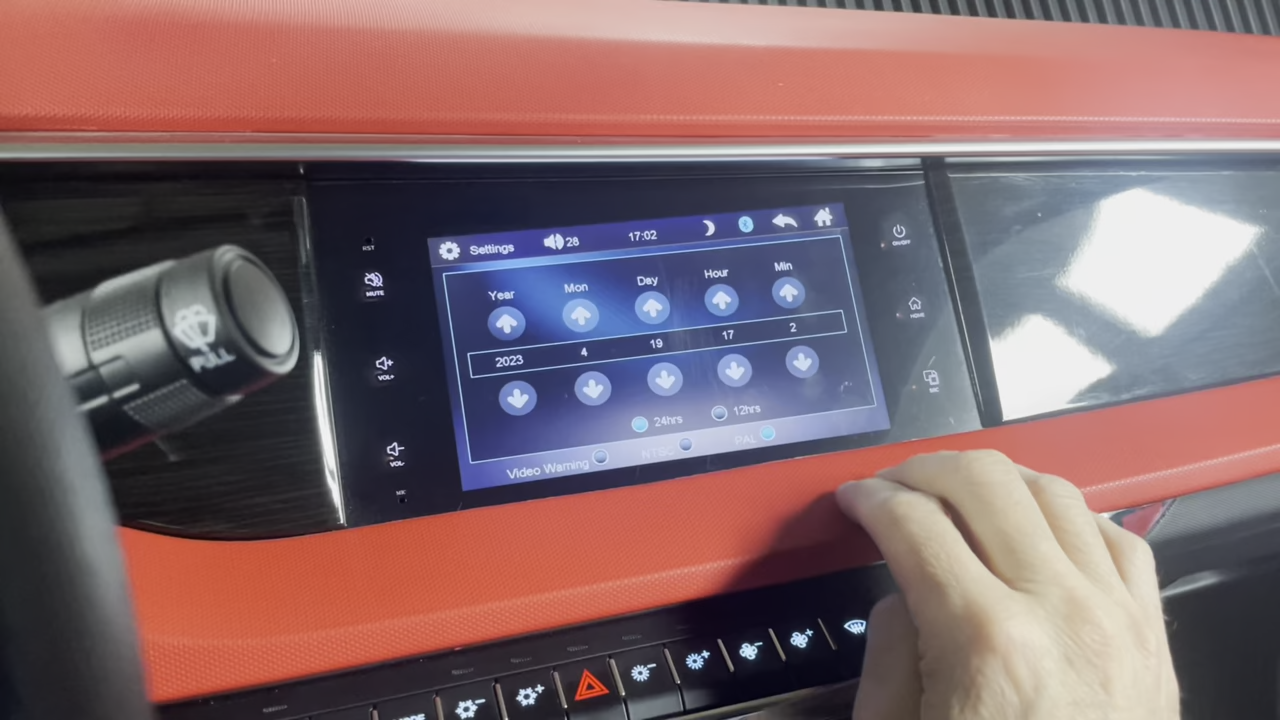 Settings 28 17:02
Year Mon Day Hour Min
2023 4 19 17 2
24hrs 12hrs
Video Warning NTSC PAL
RST
MUTE
VOL+
VOL-
ON/OFF
HOME
PULL